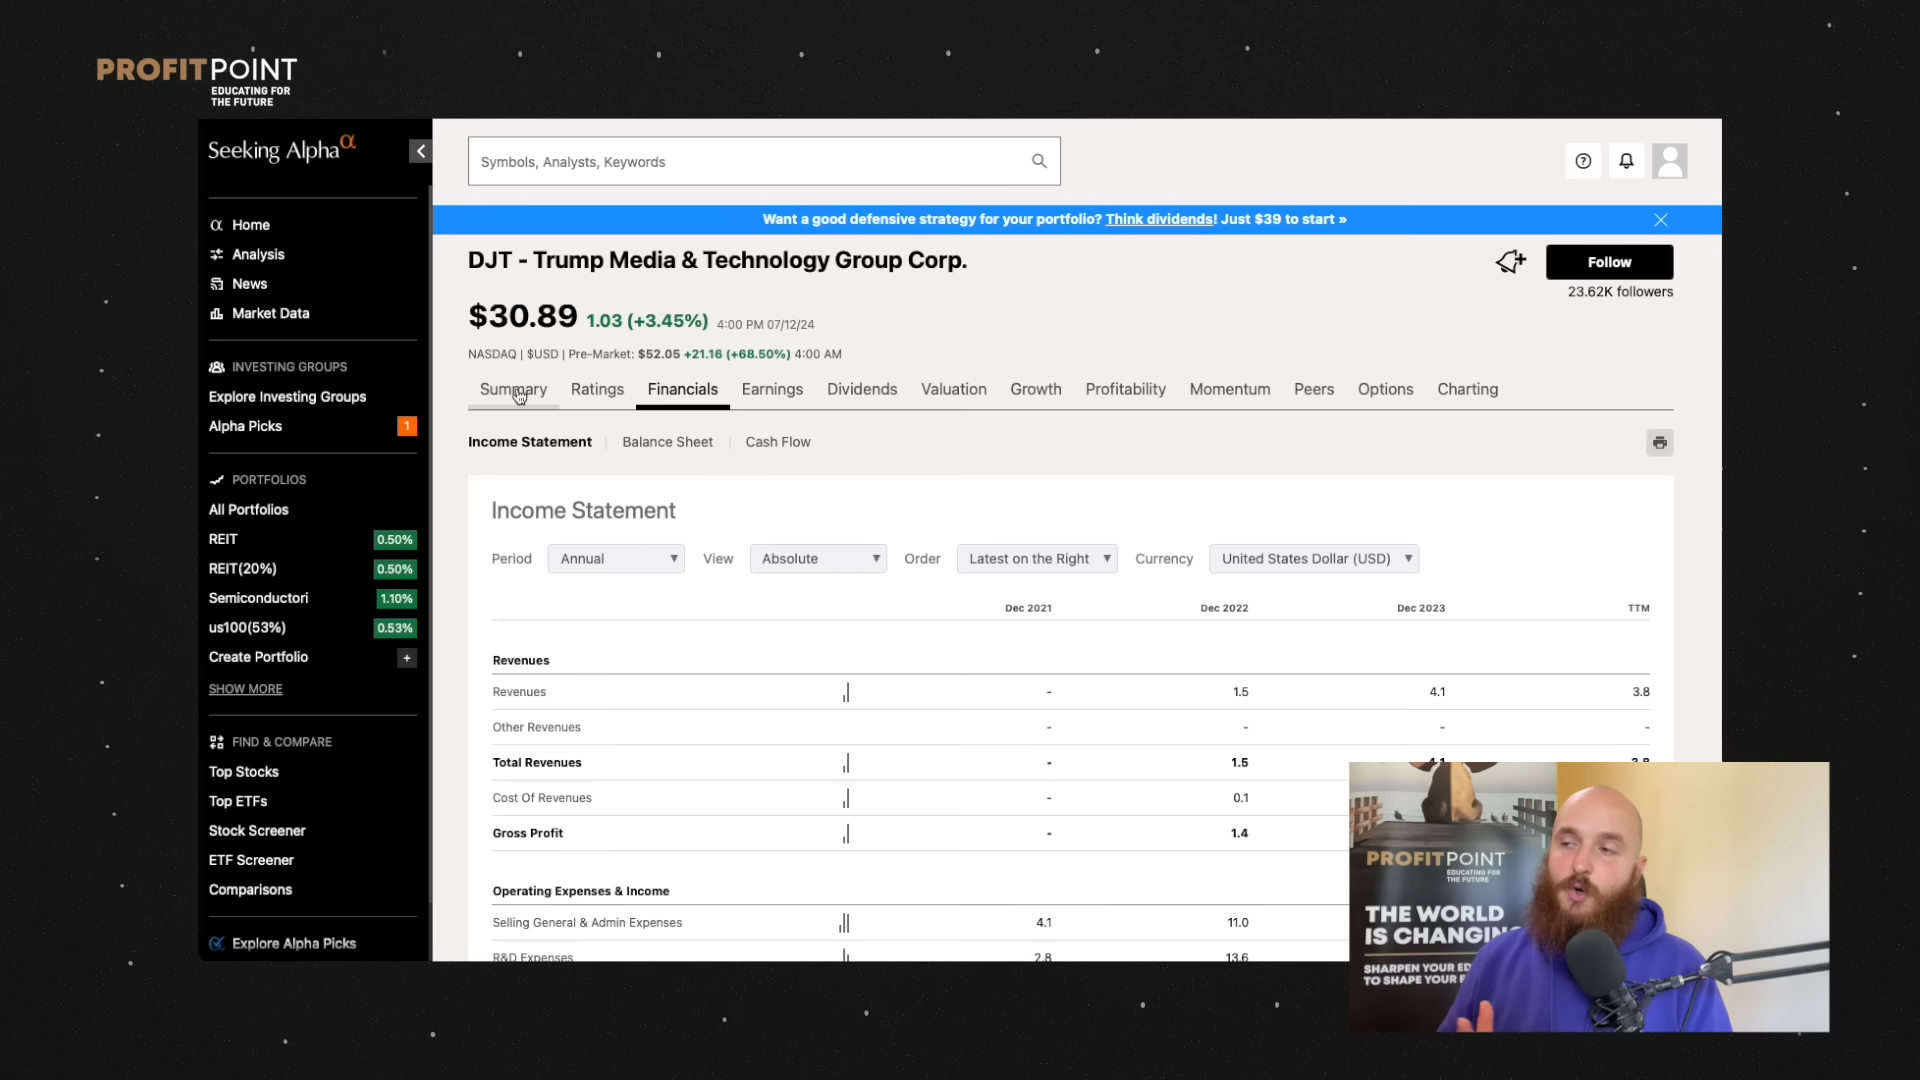 PROFITPOINT
EDUCATING FOR
THE FUTURE
Seeking Alpha α
Home
Analysis
News
Market Data
INVESTING GROUPS
Explore Investing Groups
Alpha Picks 1
PORTFOLIOS
All Portfolios
REIT 0.50%
REIT(20%) 0.50%
Semiconductori 1.10%
us100(53%) 0.53%
Create Portfolio +
SHOW MORE
FIND & COMPARE
Top Stocks
Top ETFs
Stock Screener
ETF Screener
Comparisons
Explore Alpha Picks
Symbols, Analysts, Keywords
Want a good defensive strategy for your portfolio? Think dividends! Just $39 to start »
DJT - Trump Media & Technology Group Corp.
Follow
23.62K followers
$30.89 1.03 (+3.45%) 4:00 PM 07/12/24
NASDAQ | $USD | Pre-Market: $52.05 +21.16 (+68.50%) 4:00 AM
Summary Ratings Financials Earnings Dividends Valuation Growth Profitability Momentum Peers Options Charting
Income Statement | Balance Sheet | Cash Flow
Income Statement
Period Annual View Absolute Order Latest on the Right Currency United States Dollar (USD)
Dec 2021 Dec 2022 Dec 2023 TTM
Revenues
Revenues - 1.5 4.1 3.8
Other Revenues - - - -
Total Revenues - 1.5 4.1 3.8
Cost Of Revenues - 0.1
Gross Profit - 1.4
Operating Expenses & Income
Selling General & Admin Expenses 4.1 11.0
R&D Expenses 2.8 13.6
PROFITPOINT
EDUCATING FOR
THE FUTURE
THE WORLD
IS CHANGIN
SHARPEN YOUR ED
TO SHAPE YOUR F